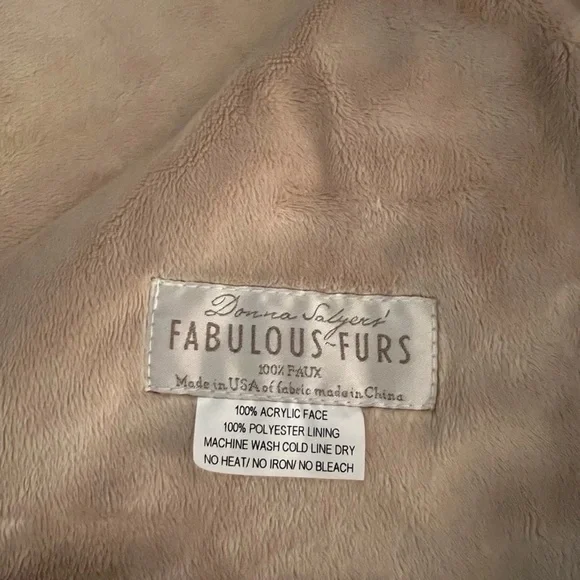 Donna Salyers'
FABULOUS~FURS
100% FAUX
Made in USA of fabric made in China
100% ACRYLIC FACE
100% POLYESTER LINING
MACHINE WASH COLD LINE DRY
NO HEAT/ NO IRON/ NO BLEACH